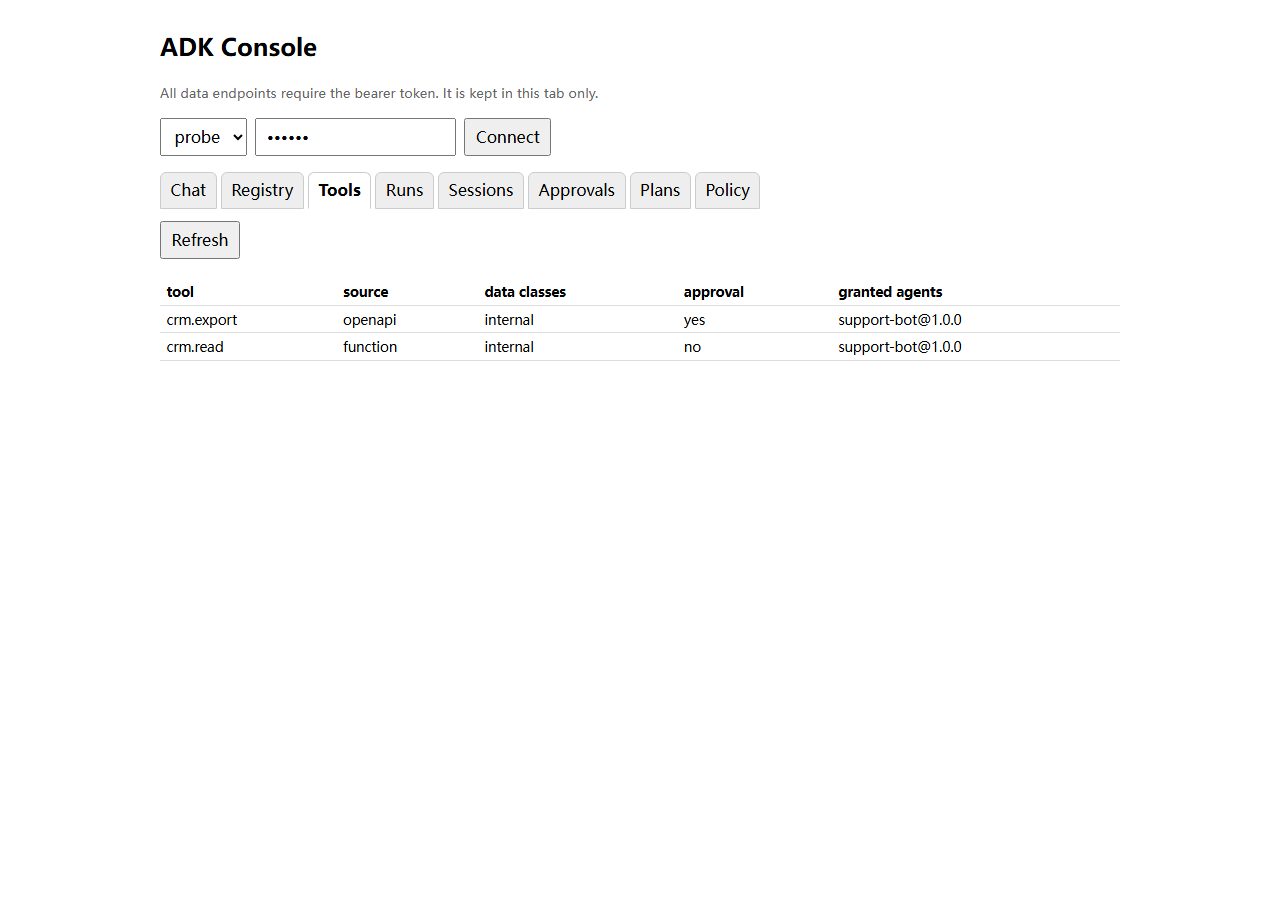 ADK Console
All data endpoints require the bearer token. It is kept in this tab only.
probe •••••• Connect
Chat Registry Tools Runs Sessions Approvals Plans Policy
Refresh
tool source data classes approval granted agents
crm.export openapi internal yes support-bot@1.0.0
crm.read function internal no support-bot@1.0.0